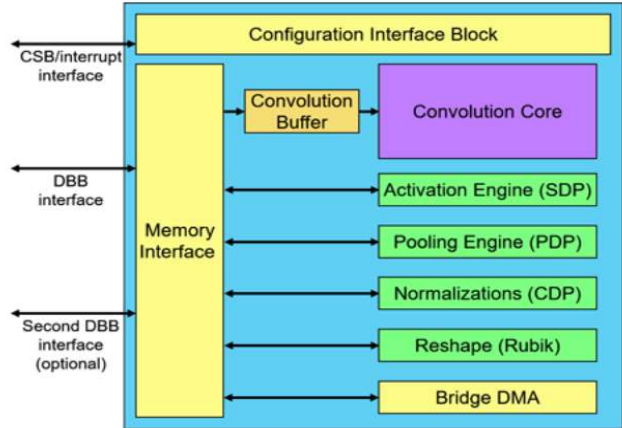 Configuration Interface Block
CSB/interrupt
interface
Convolution
Buffer
Convolution Core
DBB
interface
Memory
Interface
Activation Engine (SDP)
Pooling Engine (PDP)
Normalizations (CDP)
Second DBB
interface
(optional)
Reshape (Rubik)
Bridge DMA